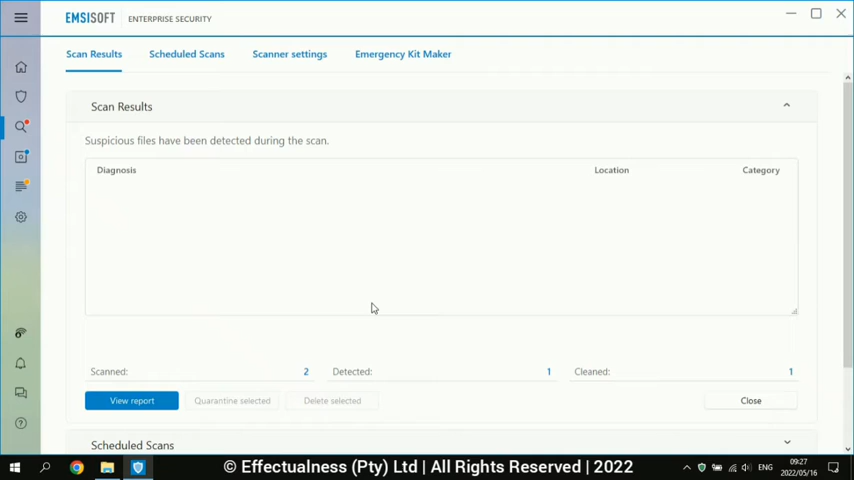 EMSISOFT ENTERPRISE SECURITY
Scan Results Scheduled Scans Scanner settings Emergency Kit Maker
Scan Results
Suspicious files have been detected during the scan.
Diagnosis Location Category
Scanned: 2 Detected: 1 Cleaned: 1
View report Quarantine selected Delete selected Close
Scheduled Scans
© Effectualness (Pty) Ltd | All Rights Reserved | 2022
ENG
09:27
2022/05/16